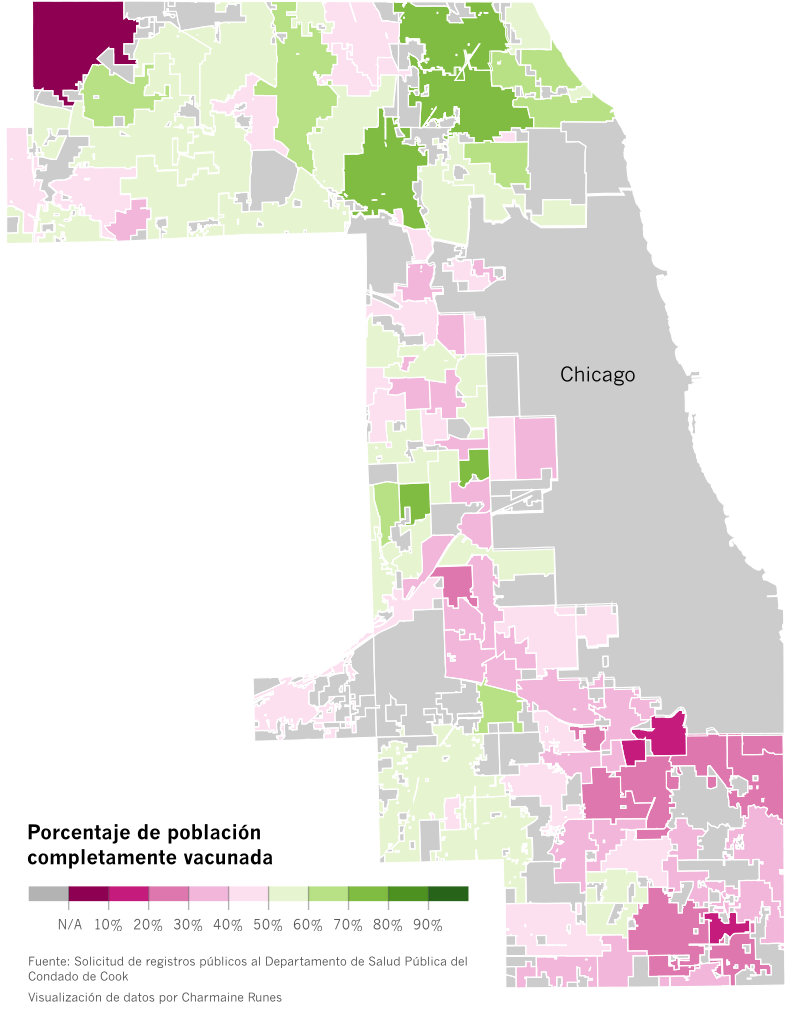 Chicago
Porcentaje de población
completamente vacunada
N/A 10% 20% 30% 40% 50% 60% 70% 80% 90%
Fuente: Solicitud de registros públicos al Departamento de Salud Pública del
Condado de Cook
Visualización de datos por Charmaine Runes